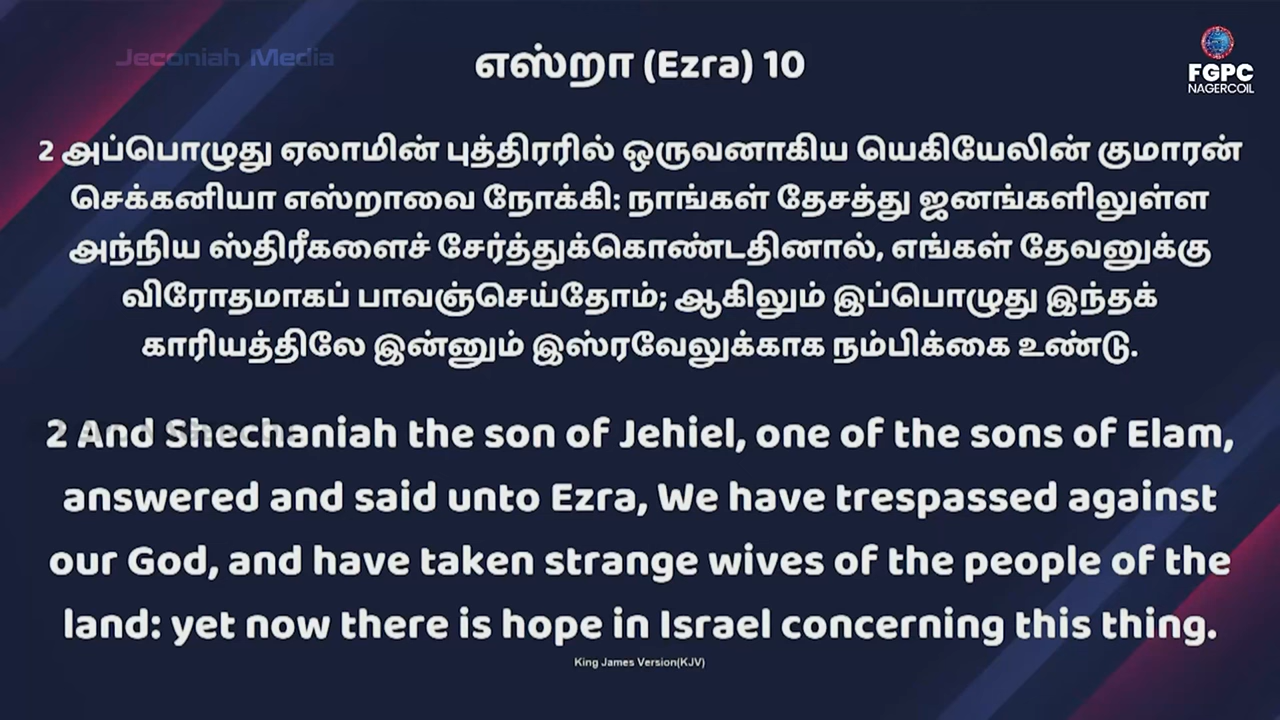 Jeconiah Media
எஸ்றா (Ezra) 10
FGPC
NAGERCOIL
2 அப்பொழுது ஏலாமின் புத்திரரில் ஒருவனாகிய யெகியேலின் குமாரன்
செக்கனியா எஸ்றாவை நோக்கி: நாங்கள் தேசத்து ஜனங்களிலுள்ள
அந்நிய ஸ்திரீகளைச் சேர்த்துக்கொண்டதினால், எங்கள் தேவனுக்கு
விரோதமாகப் பாவஞ்செய்தோம்; ஆகிலும் இப்பொழுது இந்தக்
காரியத்திலே இன்னும் இஸ்ரவேலுக்காக நம்பிக்கை உண்டு.
2 And Shechaniah the son of Jehiel, one of the sons of Elam,
answered and said unto Ezra, We have trespassed against
our God, and have taken strange wives of the people of the
land: yet now there is hope in Israel concerning this thing.
King James Version(KJV)